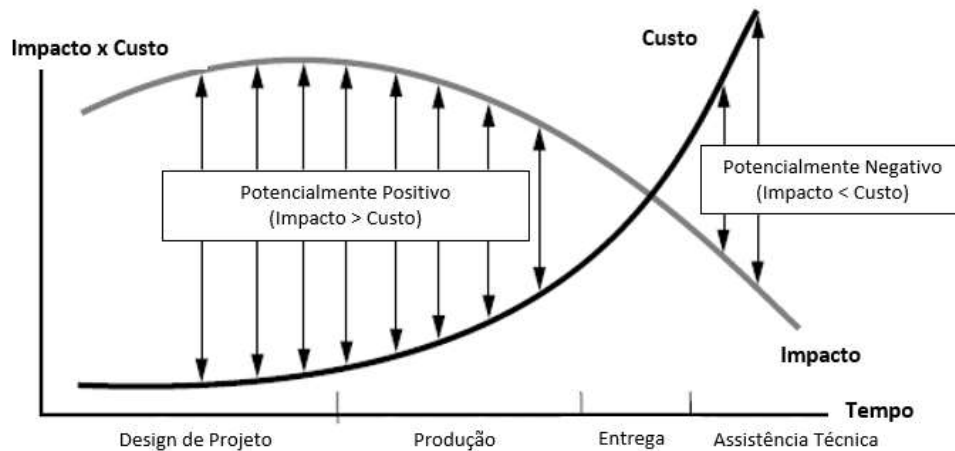 Impacto x Custo
Custo
Potencialmente Positivo
(Impacto > Custo)
Potencialmente Negativo
(Impacto < Custo)
Impacto
Tempo
Design de Projeto
Produção
Entrega
Assistência Técnica